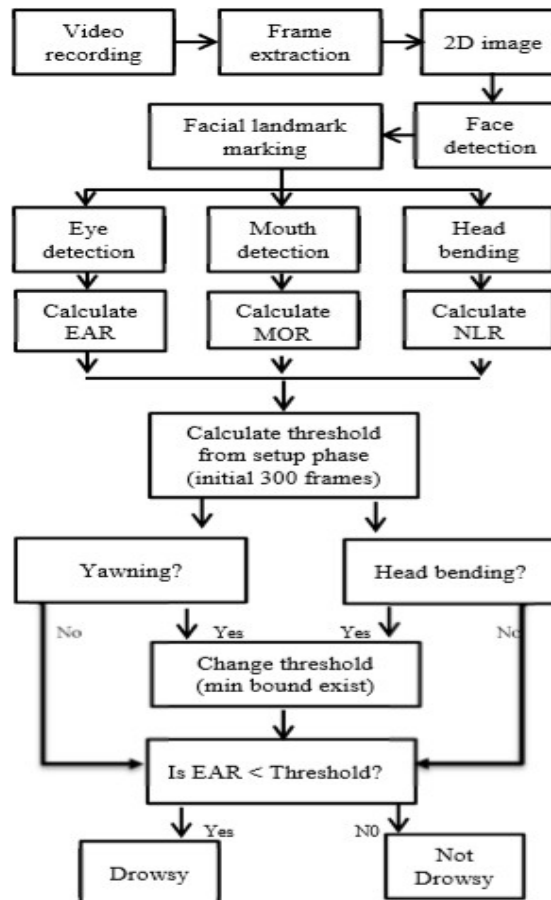 Video
recording
Frame
extraction
2D image
Face
detection
Facial landmark
marking
Eye
detection
Mouth
detection
Head
bending
Calculate
EAR
Calculate
MOR
Calculate
NLR
Calculate threshold
from setup phase
(initial 300 frames)
Yawning?
Head bending?
No
Yes
Yes
No
Change threshold
(min bound exist)
Is EAR < Threshold?
Yes
N0
Drowsy
Not
Drowsy